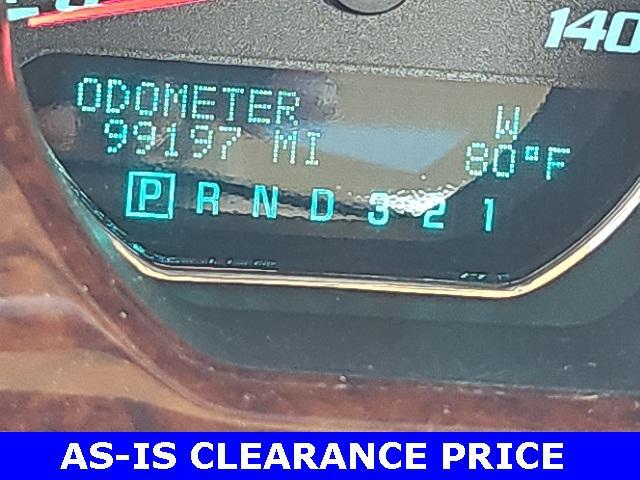 140
ODOMETER
W
99197 MI
80°F
P R N D 3 2 1
AS-IS CLEARANCE PRICE